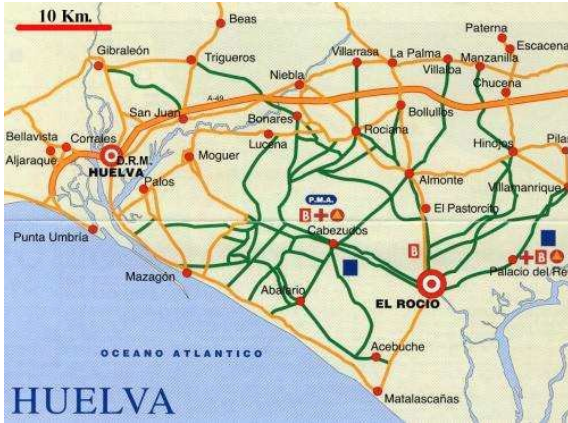 10 Km.
Beas
Paterna
Escacena
Gibraleón
Trigueros
Villarrasa
La Palma
Villalba
Manzanilla
Niebla
Chucena
San Juan
A-49
Bonares
Bollullos
Bellavista
Corrales
Lucena
Rociana
Hinojos
Pilas
Aljaraque
D.R.M.
HUELVA
Moguer
Palos
Almonte
Villamanrique
P.M.A.
B
El Pastorcito
Punta Umbría
Cabezudos
B
B
Palacio del Re
Mazagón
Abalario
EL ROCIO
OCEANO ATLANTICO
Acebuche
HUELVA
Matalascañas